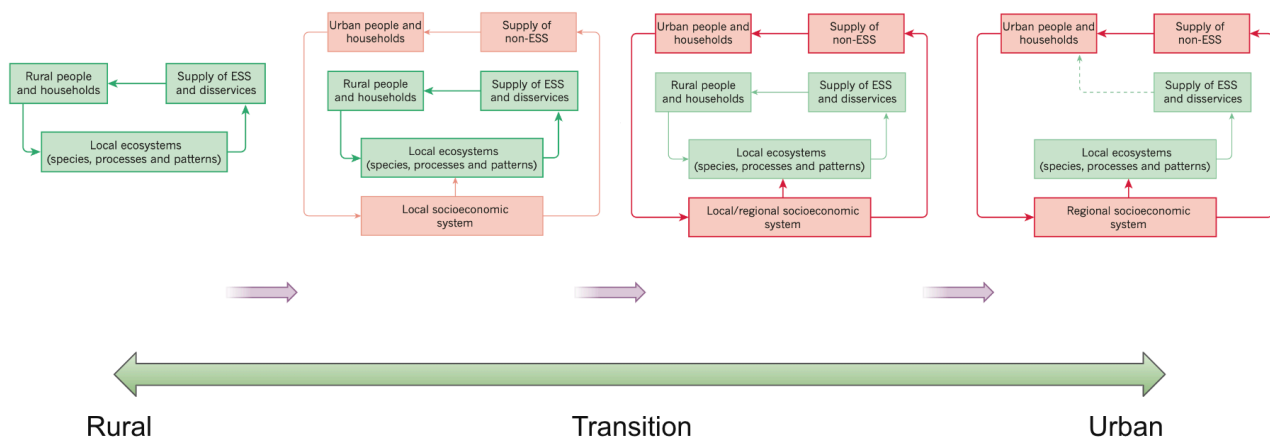 Rural people
and households
Supply of ESS
and disservices
Local ecosystems
(species, processes and patterns)
Urban people and
households
Supply of
non-ESS
Rural people
and households
Supply of ESS
and disservices
Local ecosystems
(species, processes and patterns)
Local socioeconomic
system
Urban people and
households
Supply of
non-ESS
Rural people
and households
Supply of ESS
and disservices
Local ecosystems
(species, processes and patterns)
Local/regional socioeconomic
system
Urban people and
households
Supply of
non-ESS
Supply of ESS
and disservices
Local ecosystems
(species, processes and patterns)
Regional socioeconomic
system
Rural
Transition
Urban